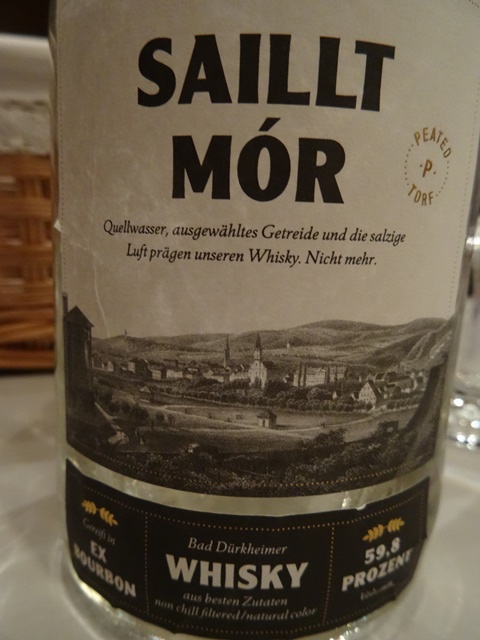 SAILLT
MÓR
PEATED
·P·
TORF
Quellwasser, ausgewähltes Getreide und die salzige
Luft prägen unseren Whisky. Nicht mehr.
Gereift in
EX
BOURBON
Bad Dürkheimer
WHISKY
aus besten Zutaten
non chill filtered/natural color
59.8
PROZENT